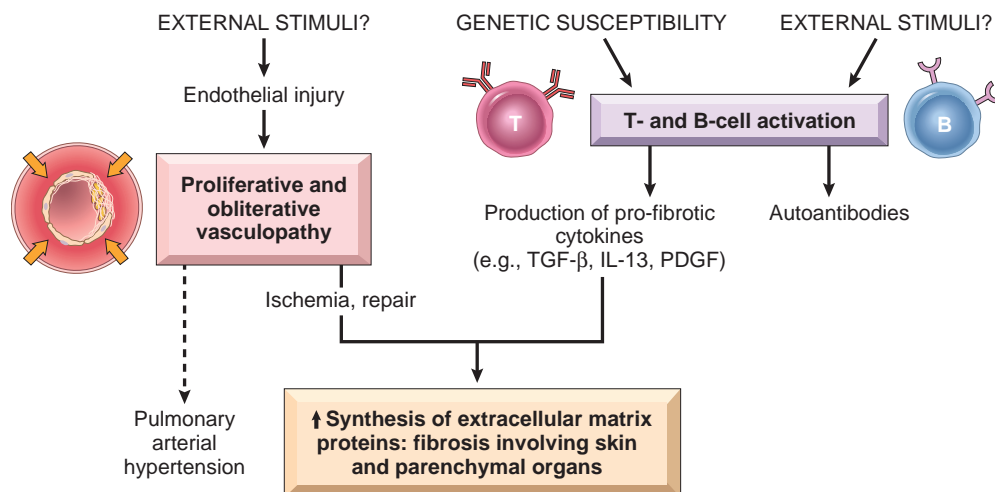 EXTERNAL STIMULI?
GENETIC SUSCEPTIBILITY
EXTERNAL STIMULI?
Endothelial injury
T
T- and B-cell activation
B
Proliferative and
obliterative
vasculopathy
Production of pro-fibrotic
cytokines
(e.g., TGF-β, IL-13, PDGF)
Autoantibodies
Ischemia, repair
Pulmonary
arterial
hypertension
Synthesis of extracellular matrix
proteins: fibrosis involving skin
and parenchymal organs